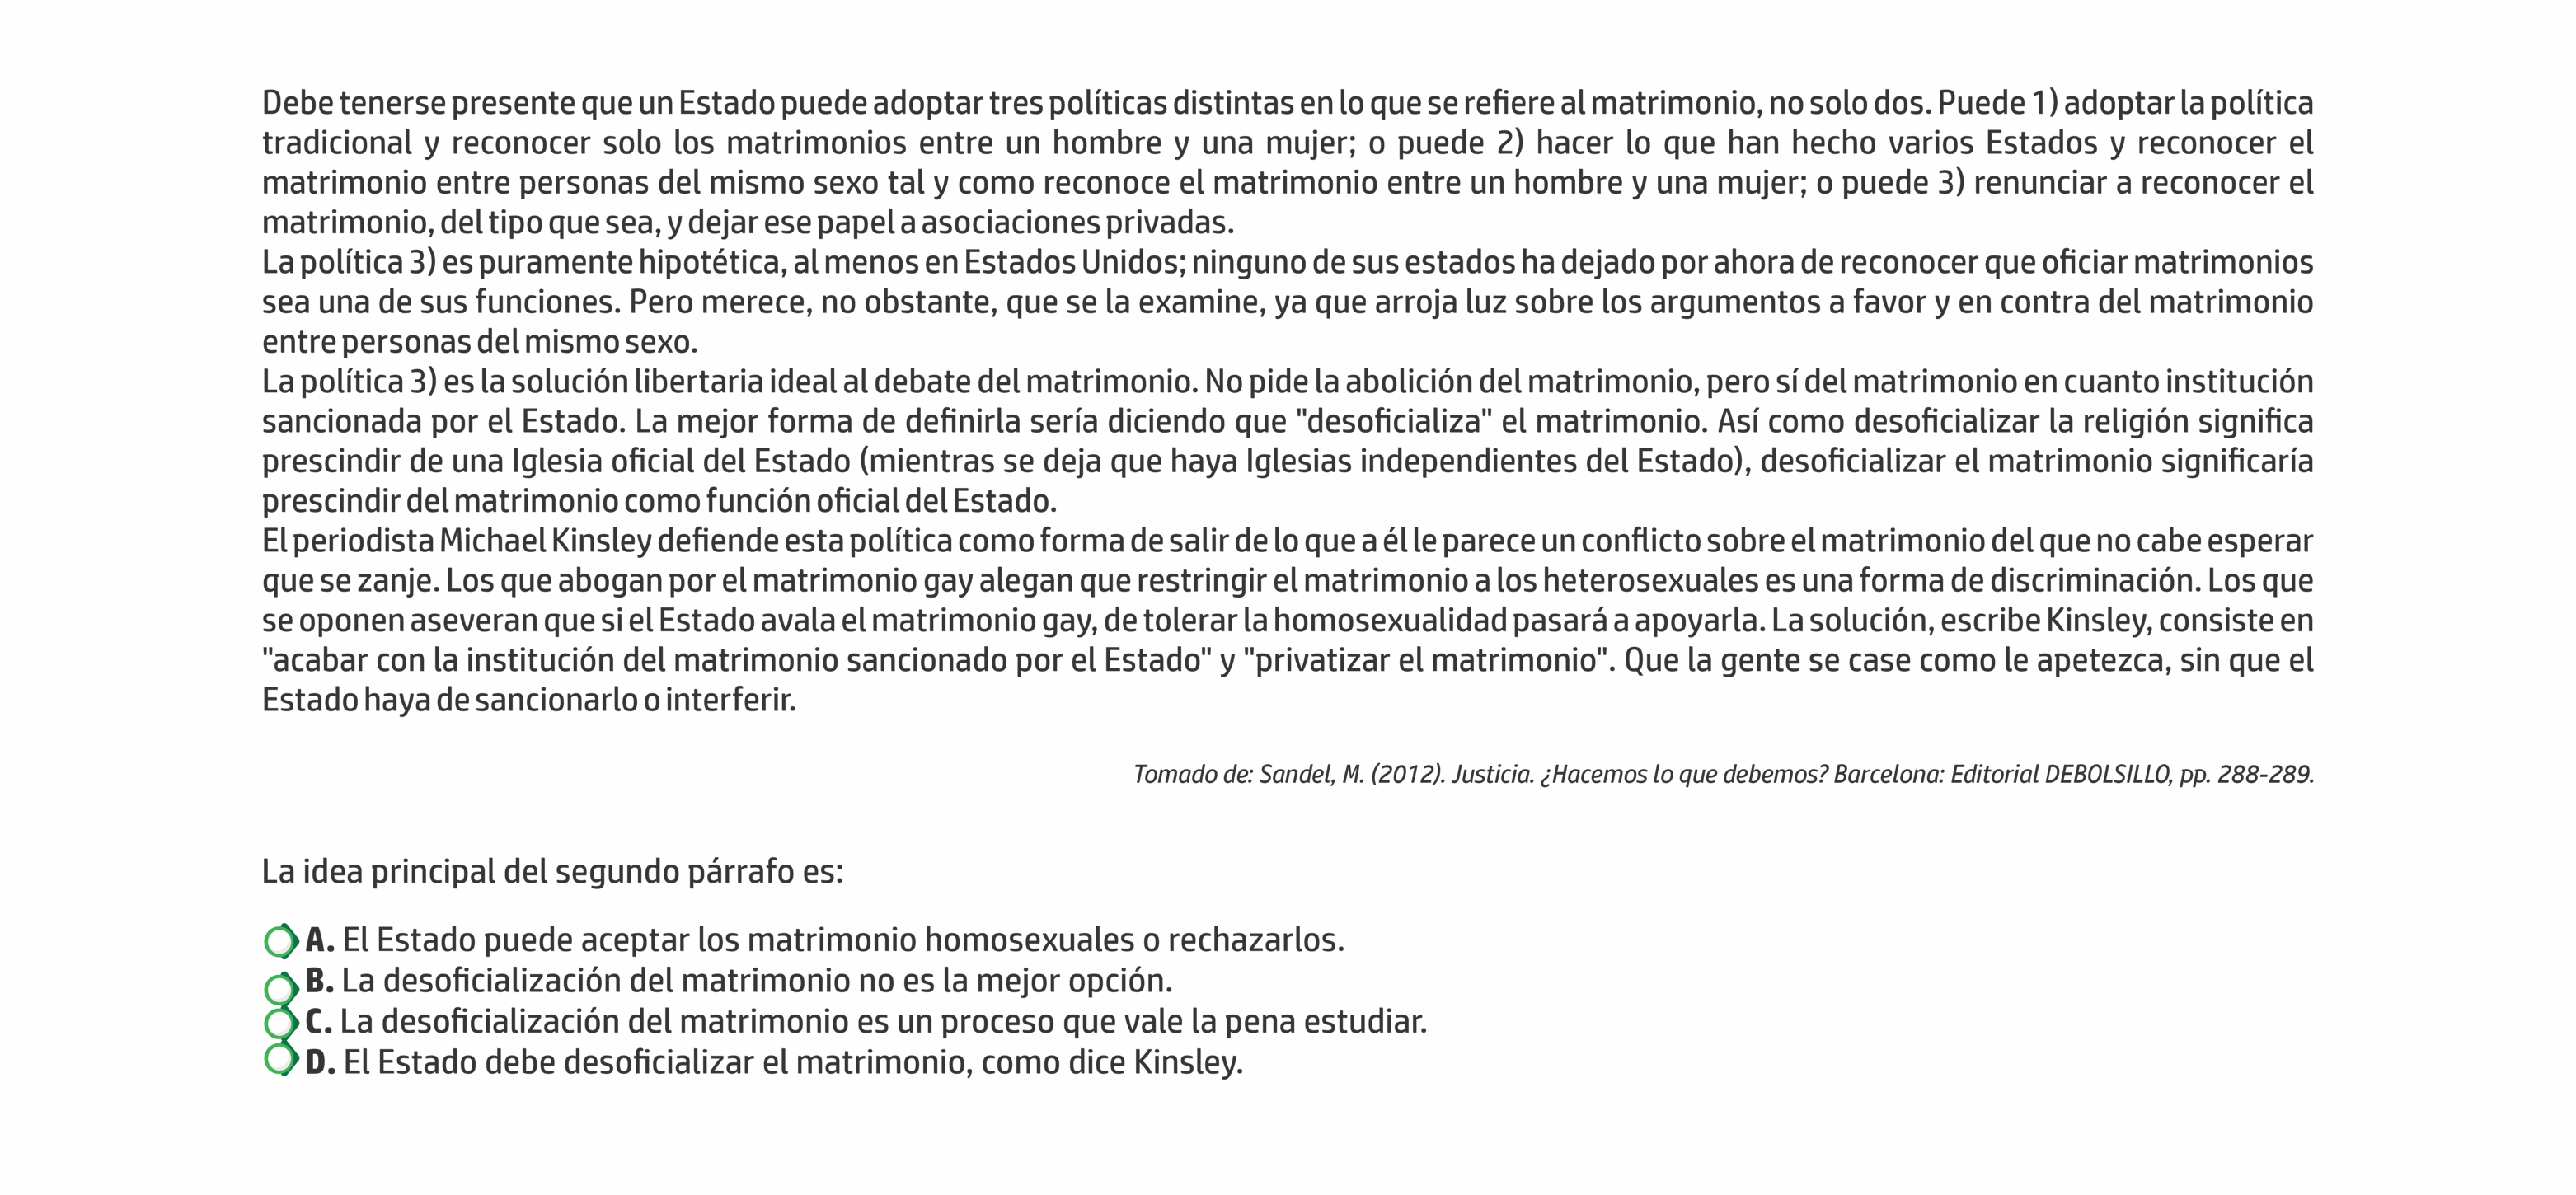 Debe tenerse presente que un Estado puede adoptar tres políticas distintas en lo que se refiere al matrimonio, no solo dos. Puede 1) adoptar la política
tradicional y reconocer solo los matrimonios entre un hombre y una mujer; o puede 2) hacer lo que han hecho varios Estados y reconocer el
matrimonio entre personas del mismo sexo tal y como reconoce el matrimonio entre un hombre y una mujer; o puede 3) renunciar a reconocer el
matrimonio, del tipo que sea, y dejar ese papel a asociaciones privadas.
La política 3) es puramente hipotética, al menos en Estados Unidos; ninguno de sus estados ha dejado por ahora de reconocer que oficiar matrimonios
sea una de sus funciones. Pero merece, no obstante, que se la examine, ya que arroja luz sobre los argumentos a favor y en contra del matrimonio
entre personas del mismo sexo.
La política 3) es la solución libertaria ideal al debate del matrimonio. No pide la abolición del matrimonio, pero sí del matrimonio en cuanto institución
sancionada por el Estado. La mejor forma de definirla sería diciendo que "desoficializa" el matrimonio. Así como desoficializar la religión significa
prescindir de una Iglesia oficial del Estado (mientras se deja que haya Iglesias independientes del Estado), desoficializar el matrimonio significaría
prescindir del matrimonio como función oficial del Estado.
El periodista Michael Kinsley defiende esta política como forma de salir de lo que a él le parece un conflicto sobre el matrimonio del que no cabe esperar
que se zanje. Los que abogan por el matrimonio gay alegan que restringir el matrimonio a los heterosexuales es una forma de discriminación. Los que
se oponen aseveran que si el Estado avala el matrimonio gay, de tolerar la homosexualidad pasará a apoyarla. La solución, escribe Kinsley, consiste en
"acabar con la institución del matrimonio sancionado por el Estado" y "privatizar el matrimonio". Que la gente se case como le apetezca, sin que el
Estado haya de sancionarlo o interferir.
Tomado de: Sandel, M. (2012). Justicia. ¿Hacemos lo que debemos? Barcelona: Editorial DEBOLSILLO, pp. 288-289.
La idea principal del segundo párrafo es:
A. El Estado puede aceptar los matrimonio homosexuales o rechazarlos.
B. La desoficialización del matrimonio no es la mejor opción.
C. La desoficialización del matrimonio es un proceso que vale la pena estudiar.
D. El Estado debe desoficializar el matrimonio, como dice Kinsley.